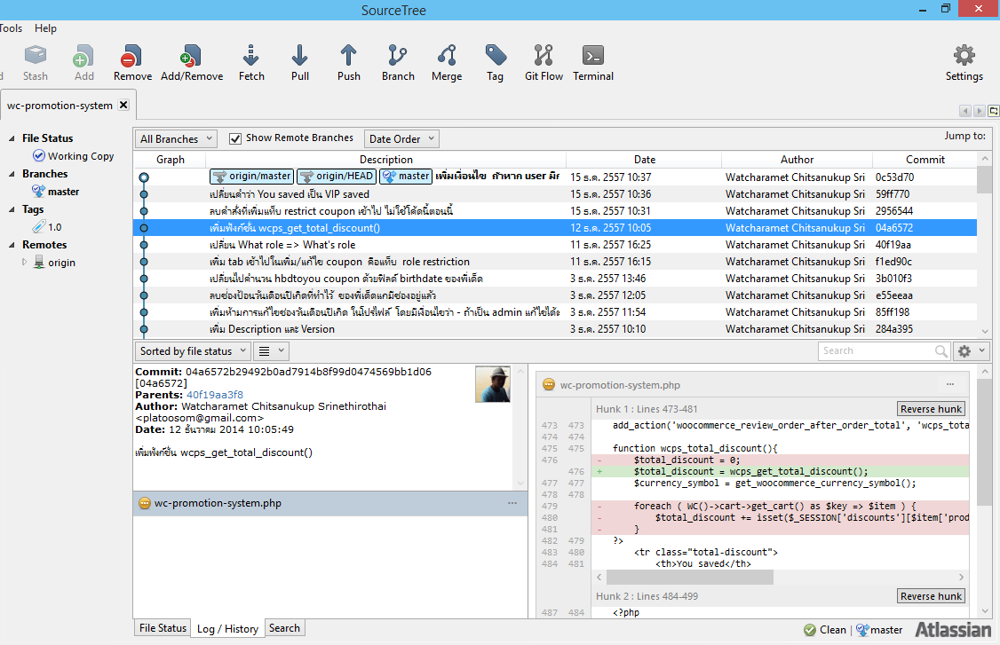 SourceTree
Tools Help
Stash Add Remove Add/Remove Fetch Pull Push Branch Merge Tag Git Flow Terminal Settings
wc-promotion-system
File Status
Working Copy
Branches
master
Tags
1.0
Remotes
origin
All Branches Show Remote Branches Date Order Jump to:
Graph Description Date Author Commit
origin/master origin/HEAD master เพิ่มเงื่อนไข ถ้าหาก user มี 15 ธ.ค. 2557 10:37 Watcharamet Chitsanukup Sri 0c53d70
เปลี่ยนคำว่า You saved เป็น VIP saved 15 ธ.ค. 2557 10:36 Watcharamet Chitsanukup Sri 59ff770
ลบคำสั่งที่เพิ่มแท็บ restrict coupon เข้าไป ไม่ใช้โค้ดนี้ตอนนี้ 15 ธ.ค. 2557 10:31 Watcharamet Chitsanukup Sri 2956544
เพิ่มฟังก์ชั่น wcps_get_total_discount() 12 ธ.ค. 2557 10:05 Watcharamet Chitsanukup Sri 04a6572
เปลี่ยน What role => What's role 11 ธ.ค. 2557 16:25 Watcharamet Chitsanukup Sri 40f19aa
เพิ่ม tab เข้าไปในเพิ่ม/แก้ไข coupon คือแท็บ role restriction 11 ธ.ค. 2557 16:15 Watcharamet Chitsanukup Sri f1ed90c
เปลี่ยนไปคำนวน hbdtoyou coupon ด้วยฟิลด์ birthdate ของพี่เด็ด 3 ธ.ค. 2557 13:46 Watcharamet Chitsanukup Sri 3b010f3
ลบช่องป้อนวันเดือนปีเกิดที่ทำไว้ ของพี่เด็ดแกมีช่องอยู่แล้ว 3 ธ.ค. 2557 12:05 Watcharamet Chitsanukup Sri e55eeaa
เพิ่มห้ามการแก้ไขช่องวันเดือนปีเกิด ในโปรไฟล์ โดยมีเงื่อนไขว่า - ถ้าเป็น admin แก้ไขได้ 3 ธ.ค. 2557 11:54 Watcharamet Chitsanukup Sri 85ff198
เพิ่ม Description และ Version 3 ธ.ค. 2557 10:10 Watcharamet Chitsanukup Sri 284a395
Sorted by file status Search
Commit: 04a6572b29492b0ad7914b8f99d0474569bb1d06
[04a6572]
Parents: 40f19aa3f8
Author: Watcharamet Chitsanukup Srinethirothai
<platoosom@gmail.com>
Date: 12 ธันวาคม 2014 10:05:49
เพิ่มฟังก์ชั่น wcps_get_total_discount()
wc-promotion-system.php ...
wc-promotion-system.php ...
Hunk 1 : Lines 473-481 Reverse hunk
473 473 add_action('woocommerce_review_order_after_order_total', 'wcps_tota
474 474
475 475 function wcps_total_discount(){
476 - $total_discount = 0;
476 + $total_discount = wcps_get_total_discount();
477 477 $currency_symbol = get_woocommerce_currency_symbol();
478 478
479 - foreach ( WC()->cart->get_cart() as $key => $item ) {
480 - $total_discount += isset($_SESSION['discounts'][$item['prod
481 - }
482 479 ?>
483 480 <tr class="total-discount">
484 481 <th>You saved</th>
Hunk 2 : Lines 484-499 Reverse hunk
487 484 <?php
File Status Log / History Search
Clean | master Atlassian